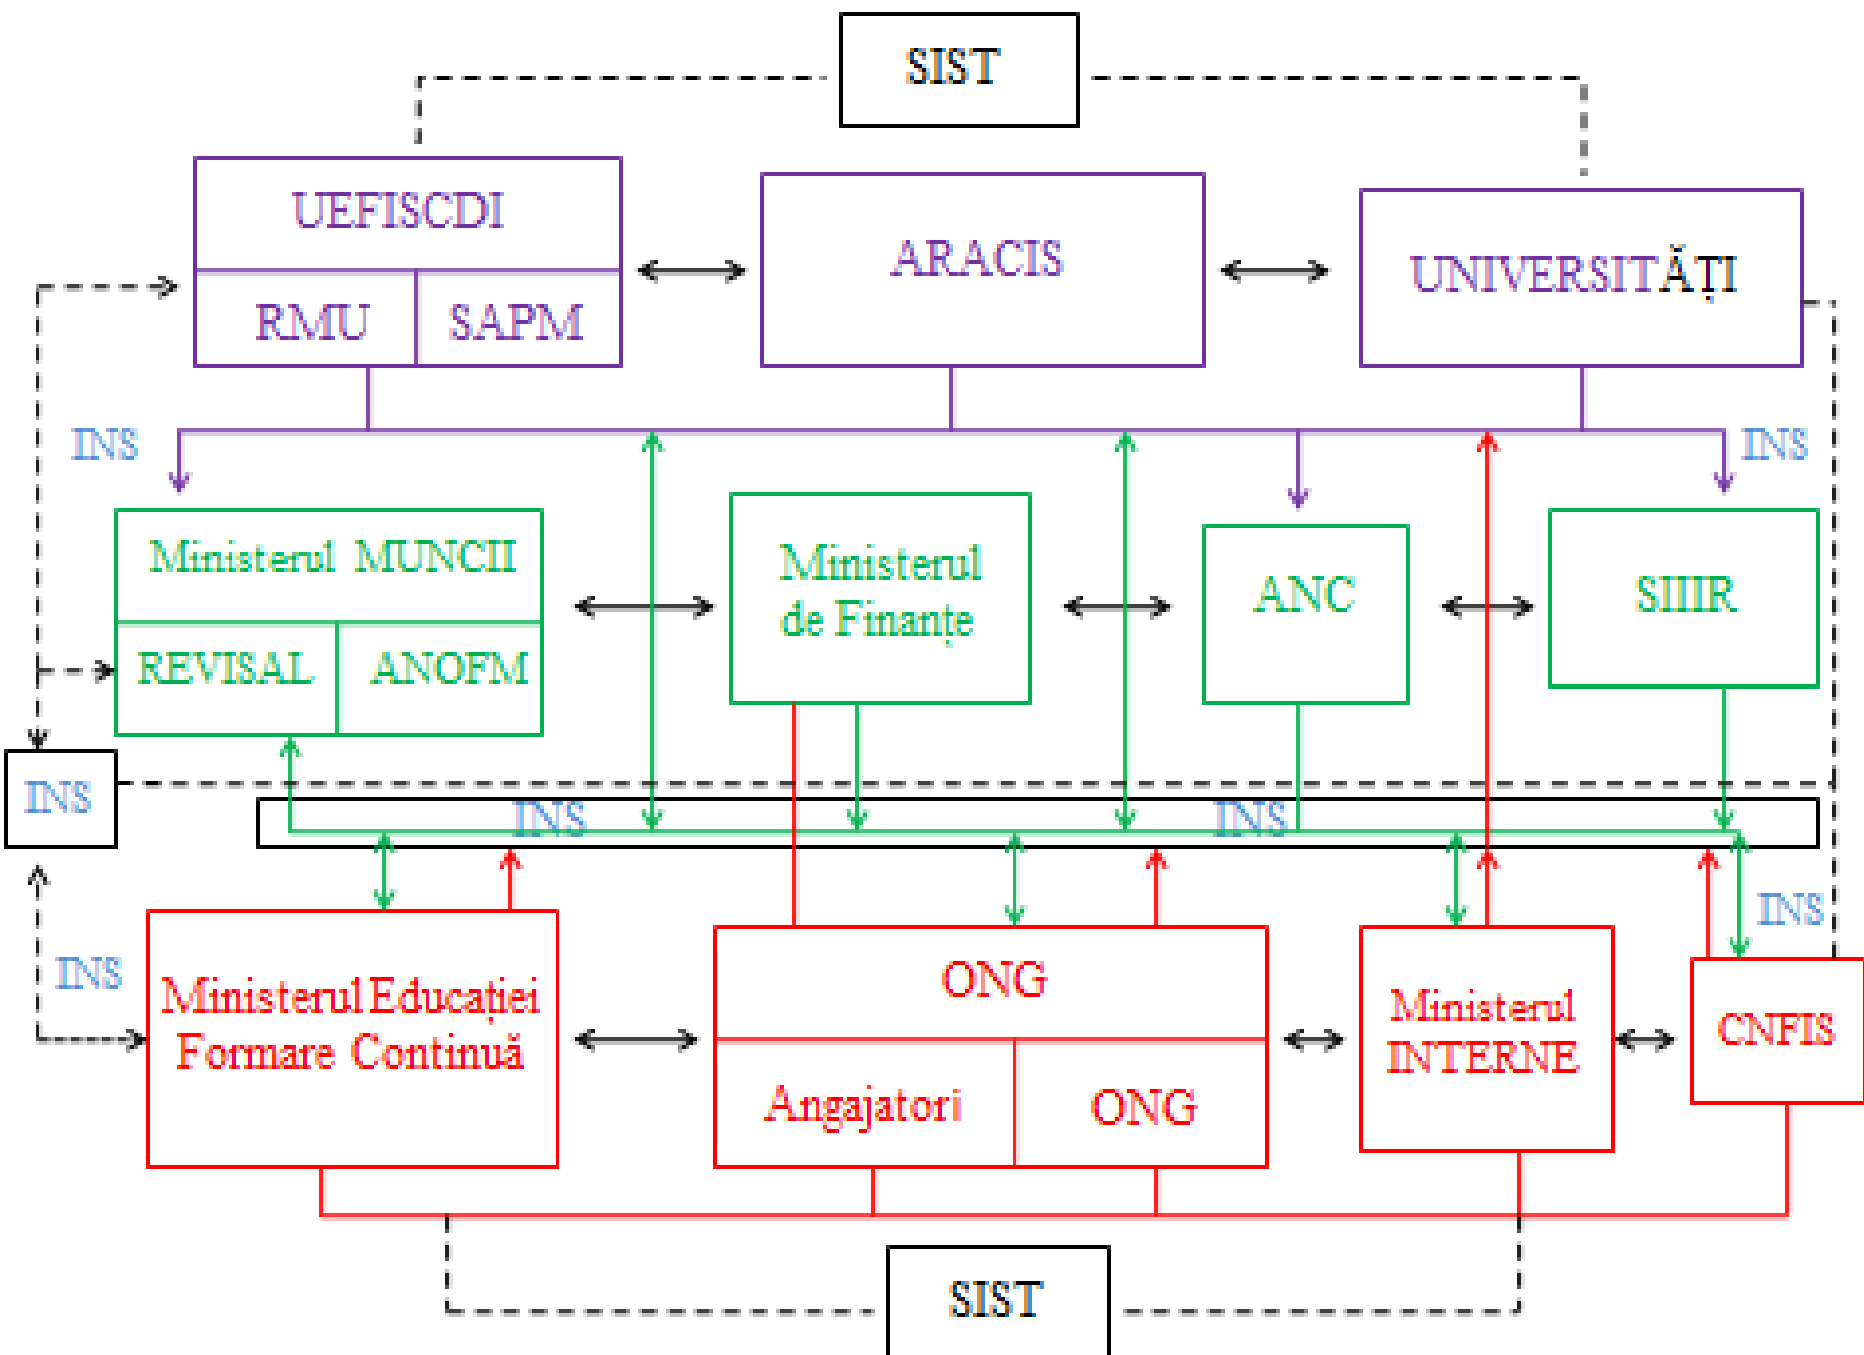 SIST
UEFISCDI
RMU
SAPM
ARACIS
UNIVERSITĂȚI
INS
INS
Ministerul MUNCII
REVISAL
ANOFM
Ministerul
de Finanțe
ANC
SIIIR
INS
INS
INS
INS
INS
Ministerul Educației
Formare Continuă
ONG
Angajatori
ONG
Ministerul
INTERNE
CNFIS
SIST